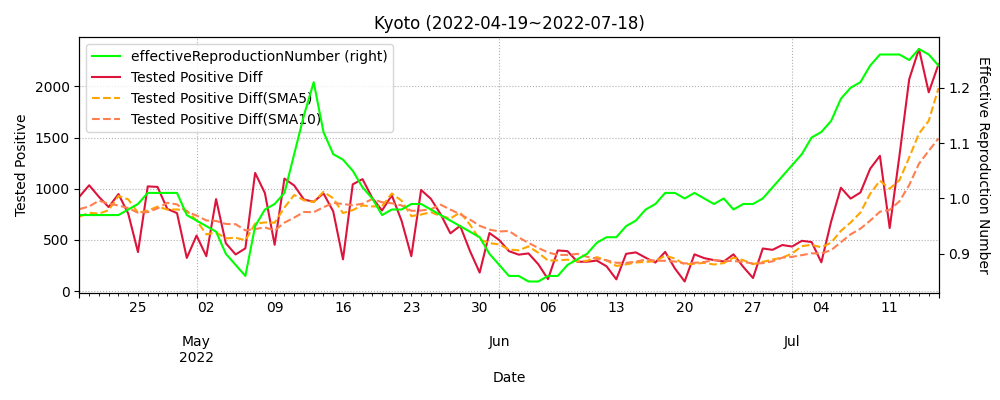 Kyoto (2022-04-19~2022-07-18)
effectiveReproductionNumber (right)
Tested Positive Diff
Tested Positive Diff(SMA5)
Tested Positive Diff(SMA10)
Tested Positive
2000
1500
1000
500
0
Effective Reproduction Number
1.2
1.1
1.0
0.9
25 02 09 16 23 30 06 13 20 27 04 11
May Jun Jul
2022
Date